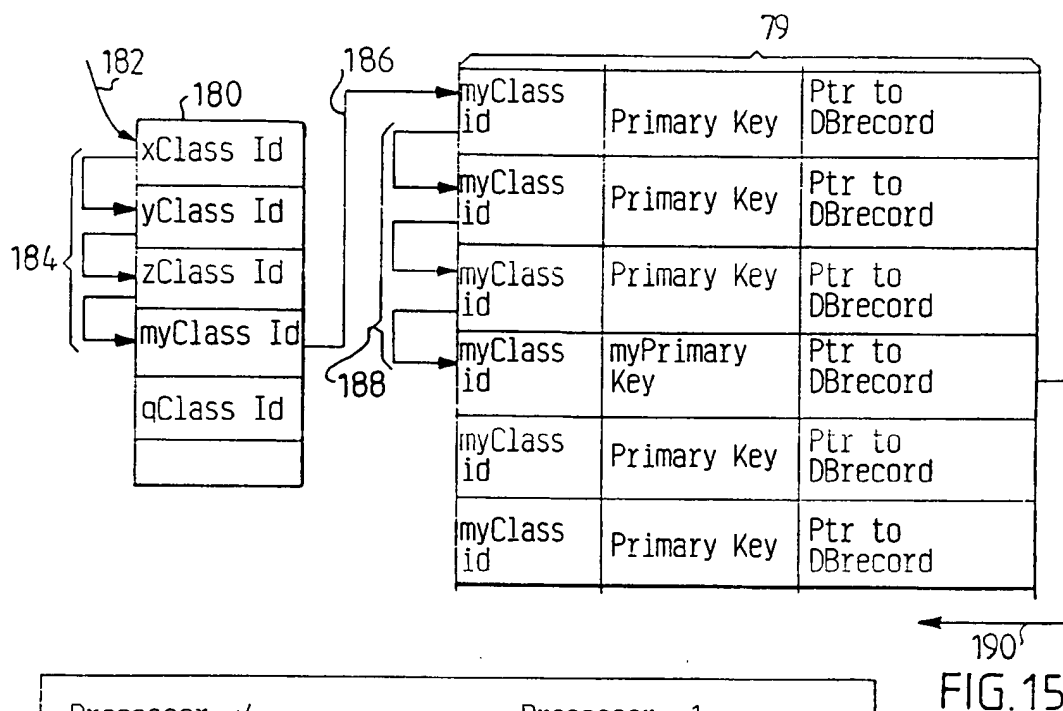 79
182
180
186
xClass Id
yClass Id
zClass Id
myClass Id
qClass Id
184
188
myClass id
Primary Key
Ptr to DBrecord
myClass id
Primary Key
Ptr to DBrecord
myClass id
Primary Key
Ptr to DBrecord
myClass id
myPrimary Key
Ptr to DBrecord
myClass id
Primary Key
Ptr to DBrecord
myClass id
Primary Key
Ptr to DBrecord
190
FIG.15